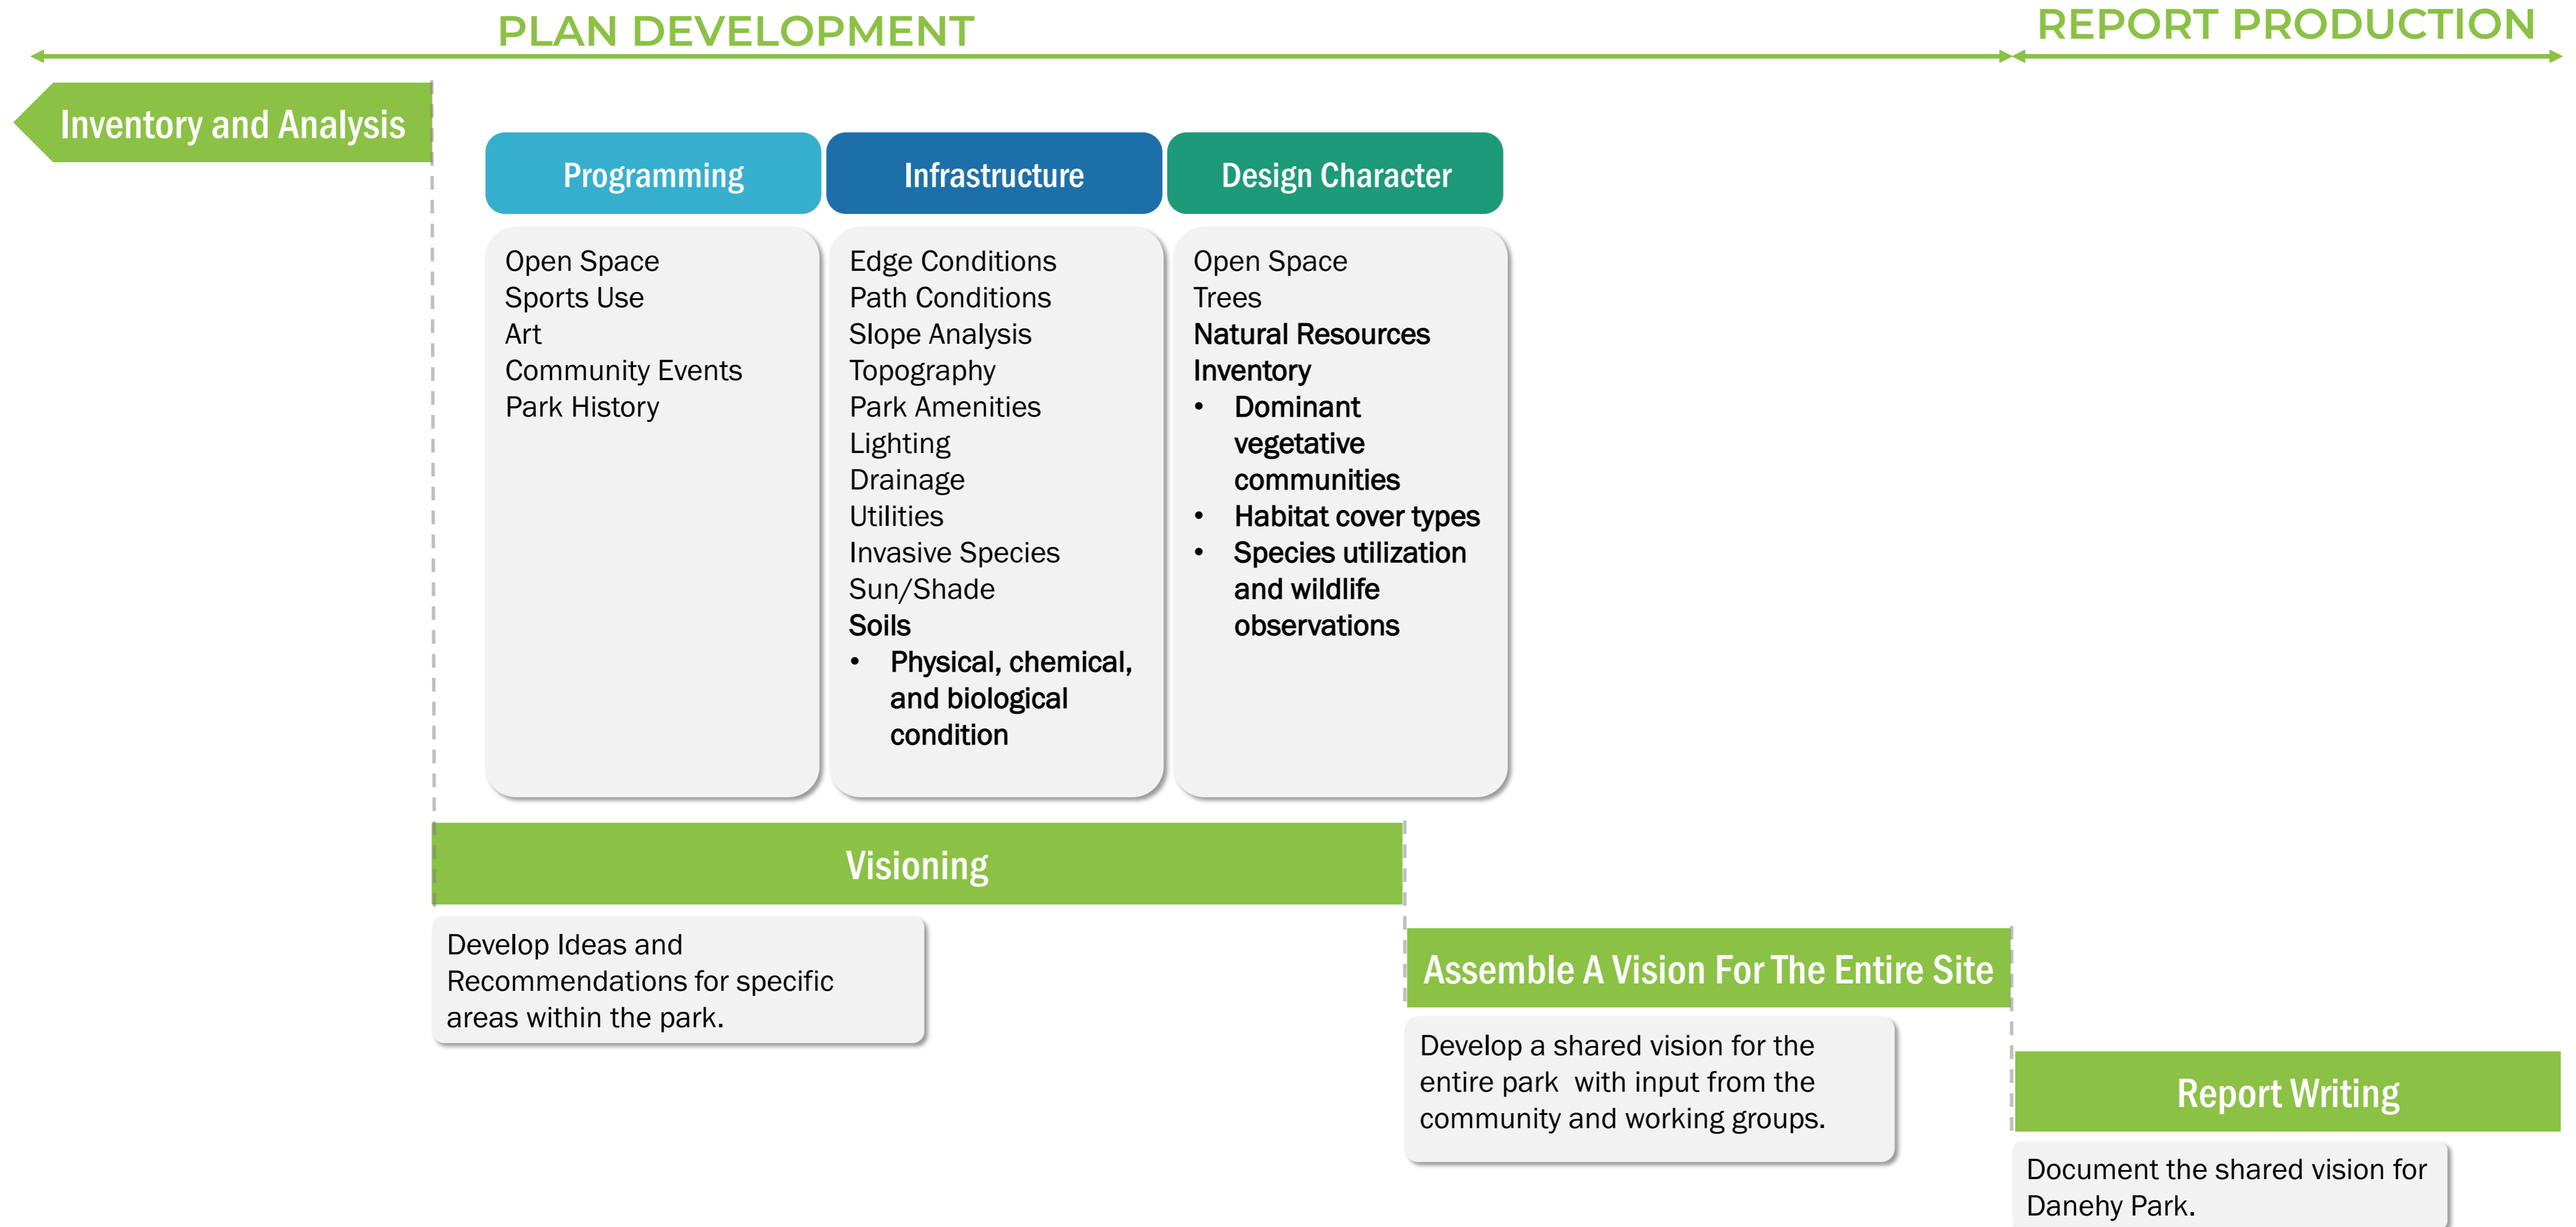 PLAN DEVELOPMENT
REPORT PRODUCTION
Inventory and Analysis
Programming
Infrastructure
Design Character
Open Space
Sports Use
Art
Community Events
Park History
Edge Conditions
Path Conditions
Slope Analysis
Topography
Park Amenities
Lighting
Drainage
Utilities
Invasive Species
Sun/Shade
Soils
• Physical, chemical,
and biological
condition
Open Space
Trees
Natural Resources
Inventory
• Dominant
vegetative
communities
• Habitat cover types
• Species utilization
and wildlife
observations
Visioning
Develop Ideas and
Recommendations for specific
areas within the park.
Assemble A Vision For The Entire Site
Develop a shared vision for the
entire park  with input from the
community and working groups.
Report Writing
Document the shared vision for
Danehy Park.